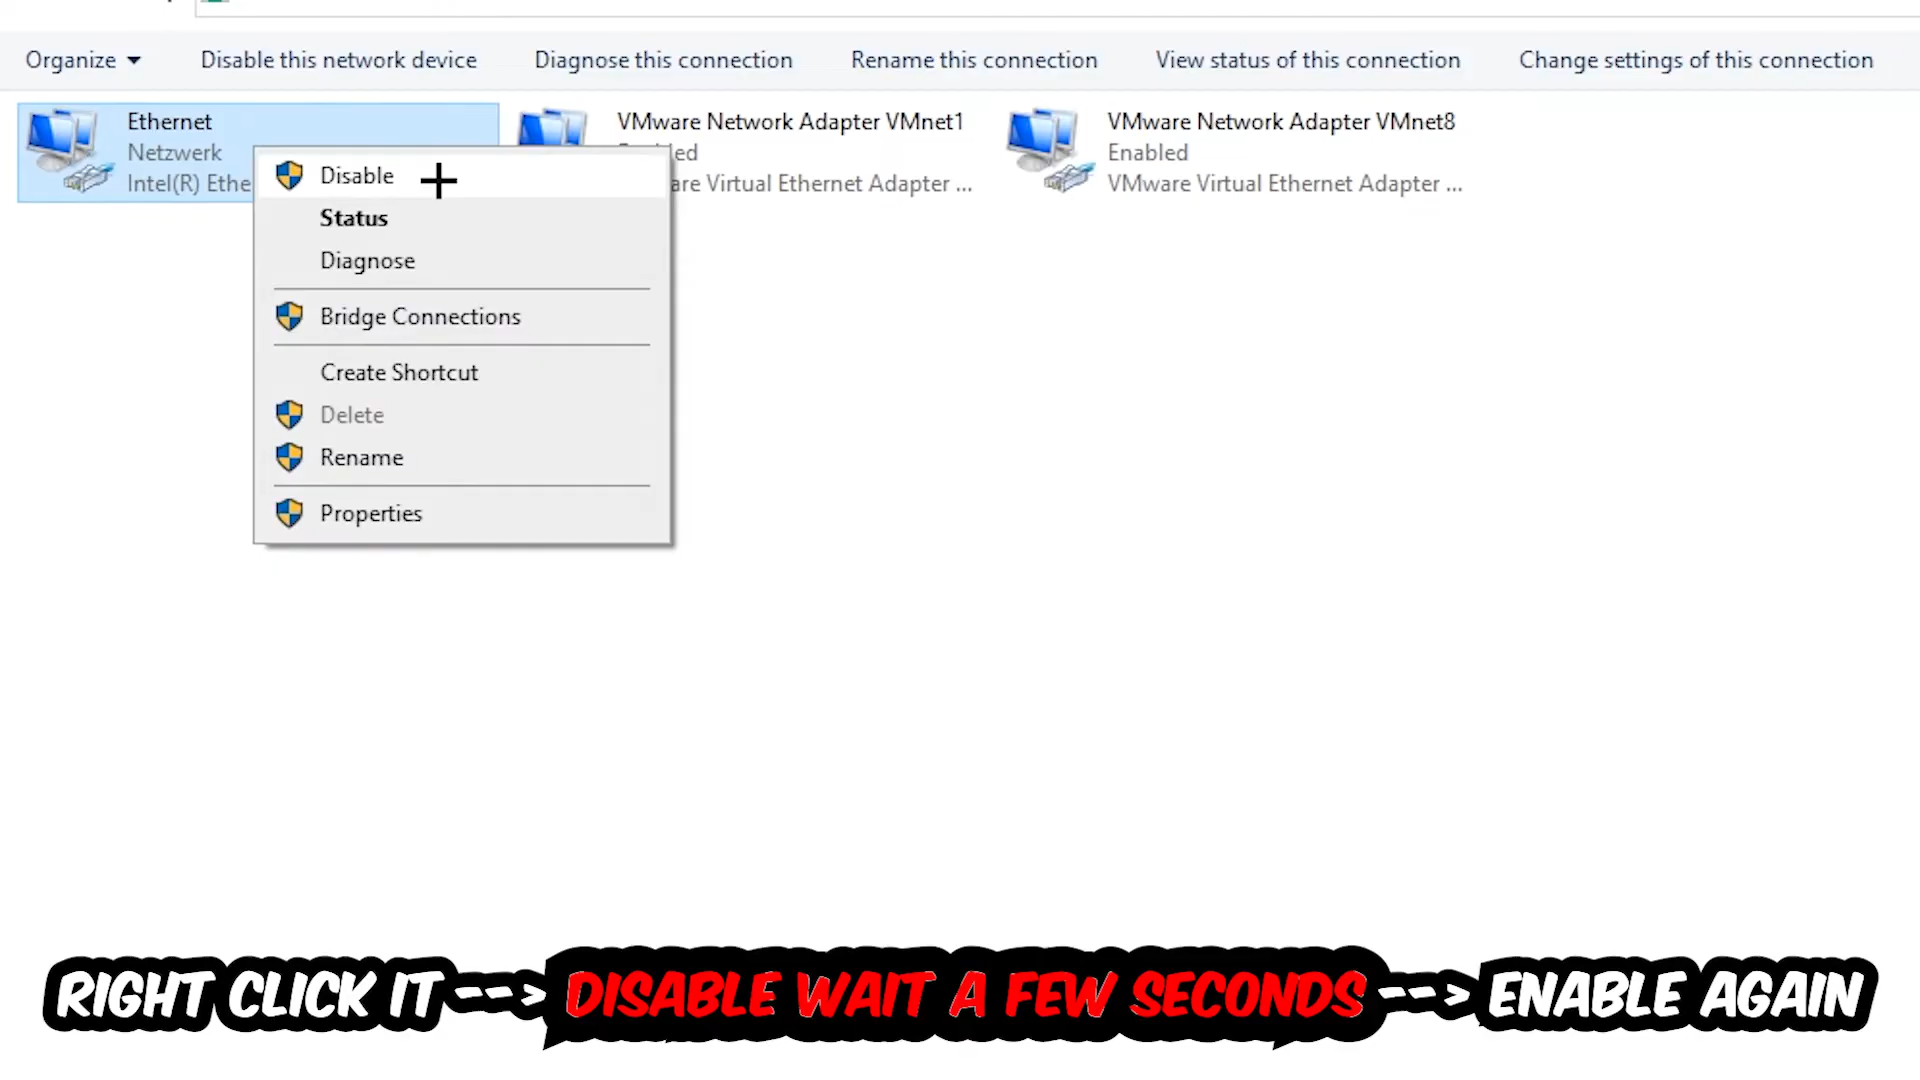 Organize Disable this network device Diagnose this connection Rename this connection View status of this connection Change settings of this connection
Ethernet
Netzwerk
Intel(R) Ethe
VMware Network Adapter VMnet1
VMware Network Adapter VMnet8
Enabled
are Virtual Ethernet Adapter ...
VMware Virtual Ethernet Adapter ...
Disable
Status
Diagnose
Bridge Connections
Create Shortcut
Delete
Rename
Properties
RIGHT CLICK IT --> DISABLE WAIT A FEW SECONDS --> ENABLE AGAIN